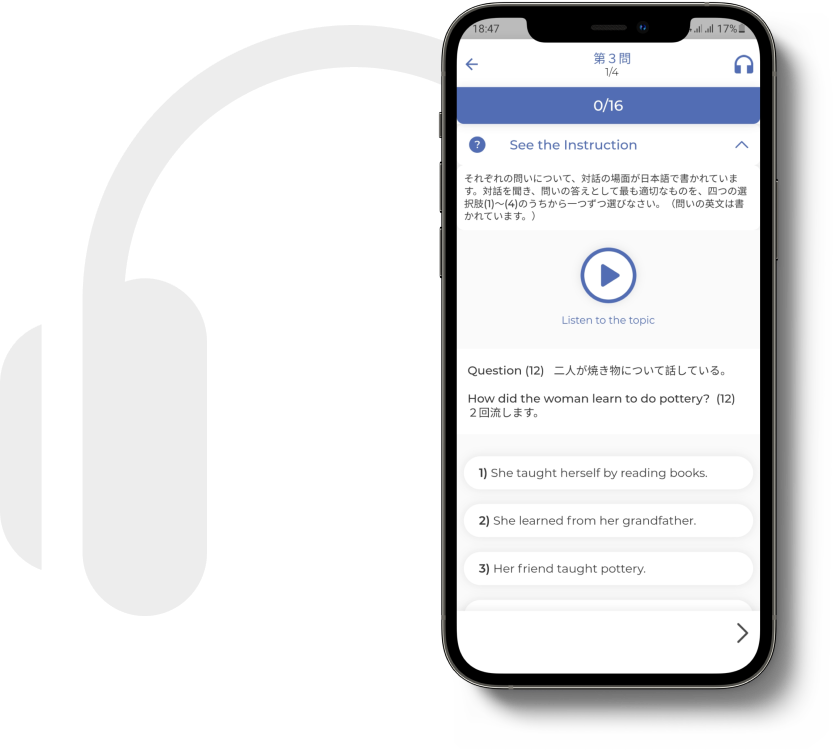 18:47
17%
第３問
1/4
0/16
? See the Instruction
それぞれの問いについて、対話の場面が日本語で書かれていま
す。対話を聞き、問いの答えとして最も適切なものを、四つの選
択肢(1)〜(4)のうちから一つずつ選びなさい。（問いの英文は書
かれています。）
Listen to the topic
Question (12) 二人が焼き物について話している。
How did the woman learn to do pottery? (12)
２回流します。
1) She taught herself by reading books.
2) She learned from her grandfather.
3) Her friend taught pottery.